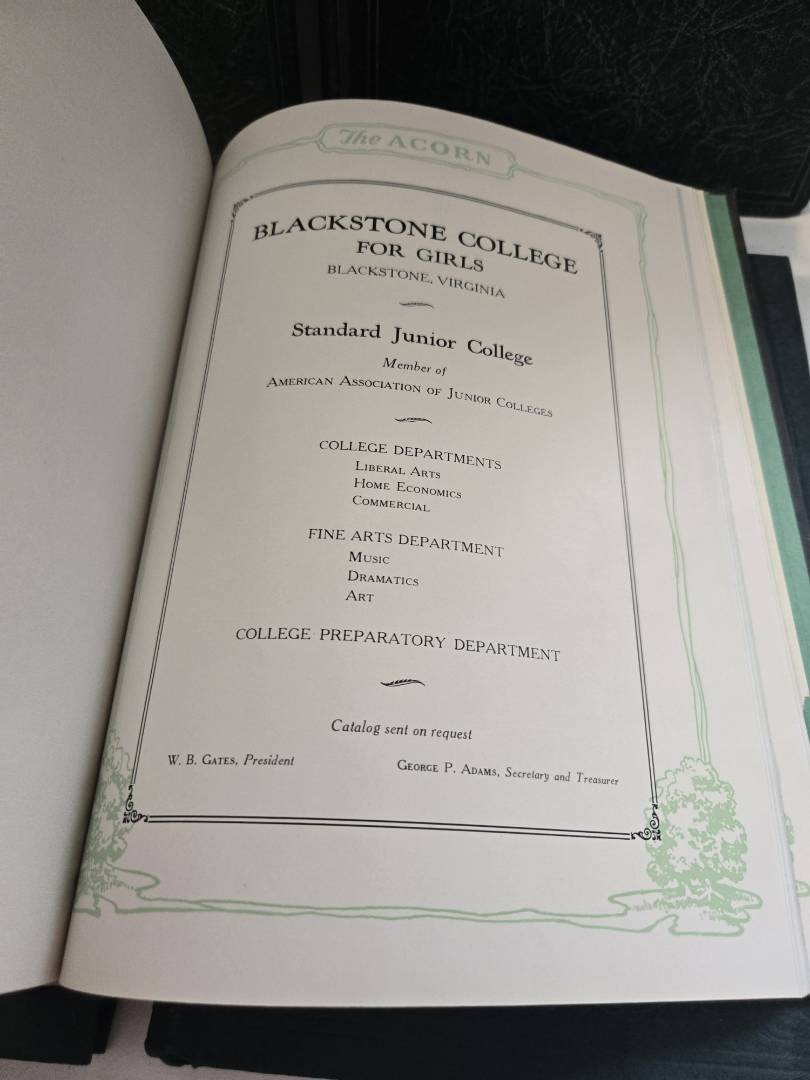 The ACORN
BLACKSTONE COLLEGE
FOR GIRLS
BLACKSTONE, VIRGINIA
Standard Junior College
Member of
AMERICAN ASSOCIATION OF JUNIOR COLLEGES
COLLEGE DEPARTMENTS
LIBERAL ARTS
HOME ECONOMICS
COMMERCIAL
FINE ARTS DEPARTMENT
MUSIC
DRAMATICS
ART
COLLEGE PREPARATORY DEPARTMENT
Catalog sent on request
W. B. GATES, President
GEORGE P. ADAMS, Secretary and Treasurer